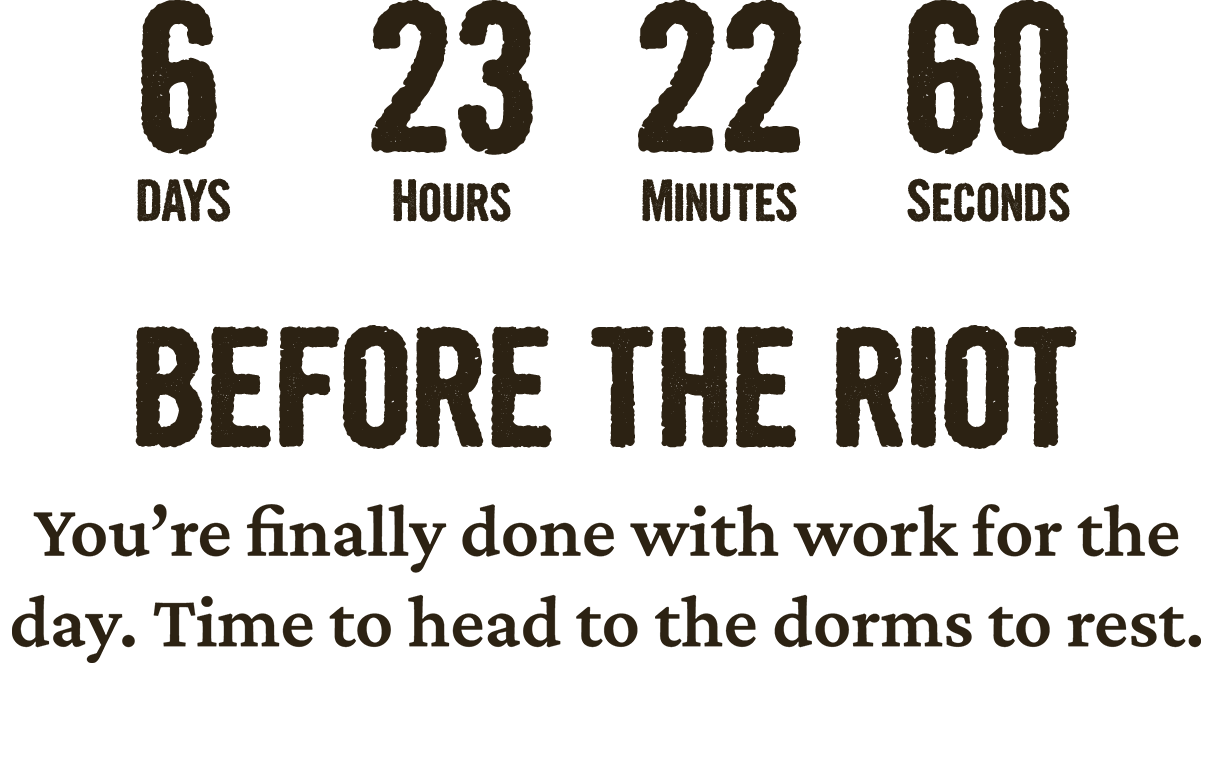 6 23 22 60
DAYS HOURS MINUTES SECONDS
BEFORE THE RIOT
You’re finally done with work for the
day. Time to head to the dorms to rest.